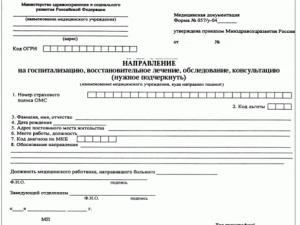 Министерство здравоохранения и социального
развития Российской Федерации
(наименование медицинского учреждения)
(адрес)
Код ОГРН
Медицинская документация
Форма № 057/у-04
утверждена приказом Минздравсоцразвития России
от №
НАПРАВЛЕНИЕ
на госпитализацию, восстановительное лечение, обследование, консультацию
(нужное подчеркнуть)
(наименование медицинского учреждения, куда направлен пациент)
1. Номер страхового
полиса ОМС
2. Код льготы
3. Фамилия, имя, отчество
4. Дата рождения
5. Адрес постоянного места жительства
6. Место работы, должность
7. Код диагноза по МКБ
8. Обоснование направления
Должность медицинского работника, направившего больного
Ф.И.О. подпись
Заведующий отделением
Ф.И.О. подпись
« » г.
МП